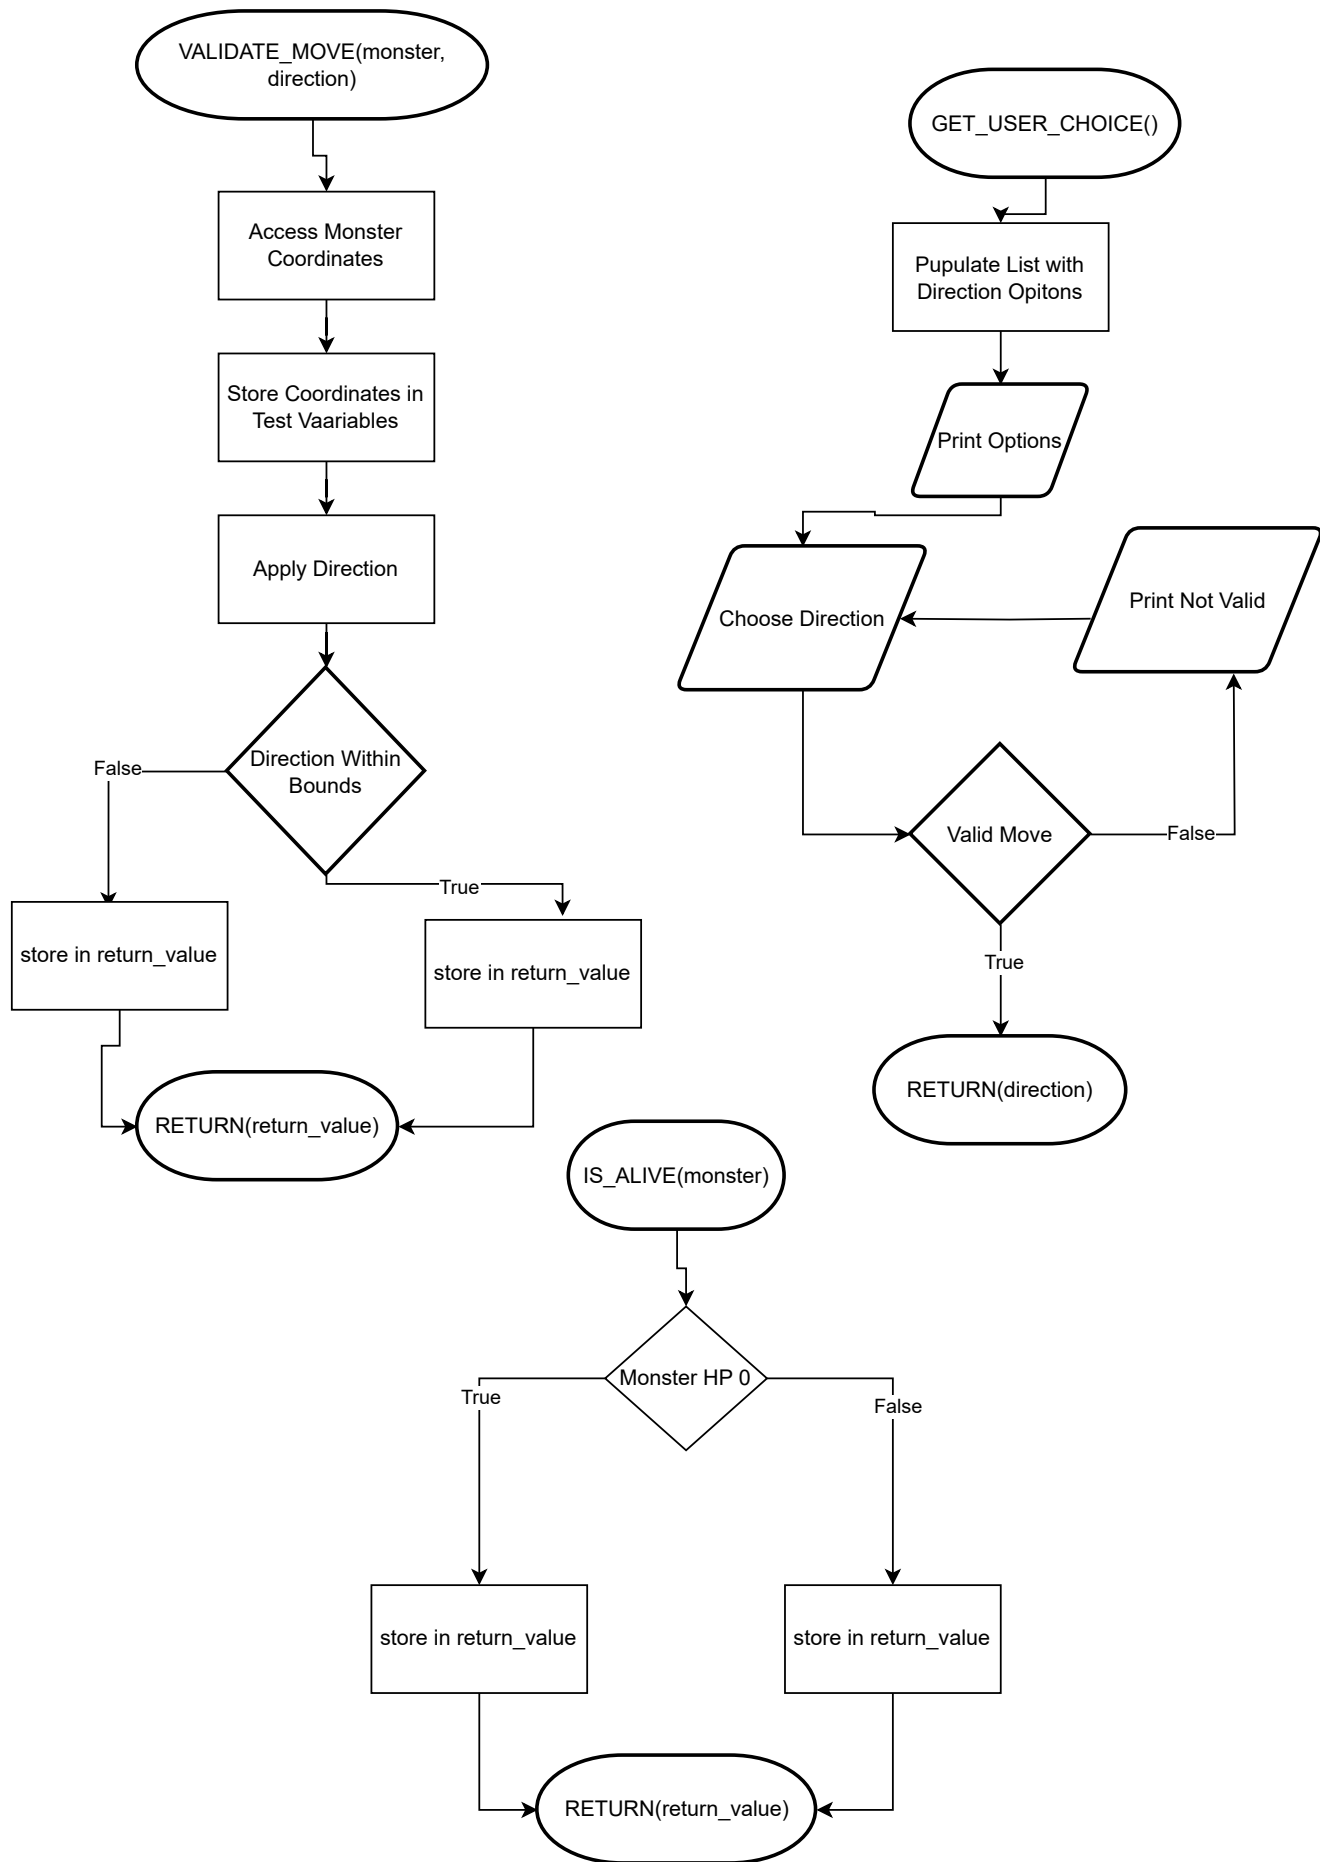 VALIDATE_MOVE(monster,
direction)
Access Monster
Coordinates
Store Coordinates in
Test Vaariables
Apply Direction
Direction Within
Bounds
False
True
store in return_value
store in return_value
RETURN(return_value)
GET_USER_CHOICE()
Pupulate List with
Direction Opitons
Print Options
Choose Direction
Print Not Valid
Valid Move
False
True
RETURN(direction)
IS_ALIVE(monster)
Monster HP 0
True
False
store in return_value
store in return_value
RETURN(return_value)